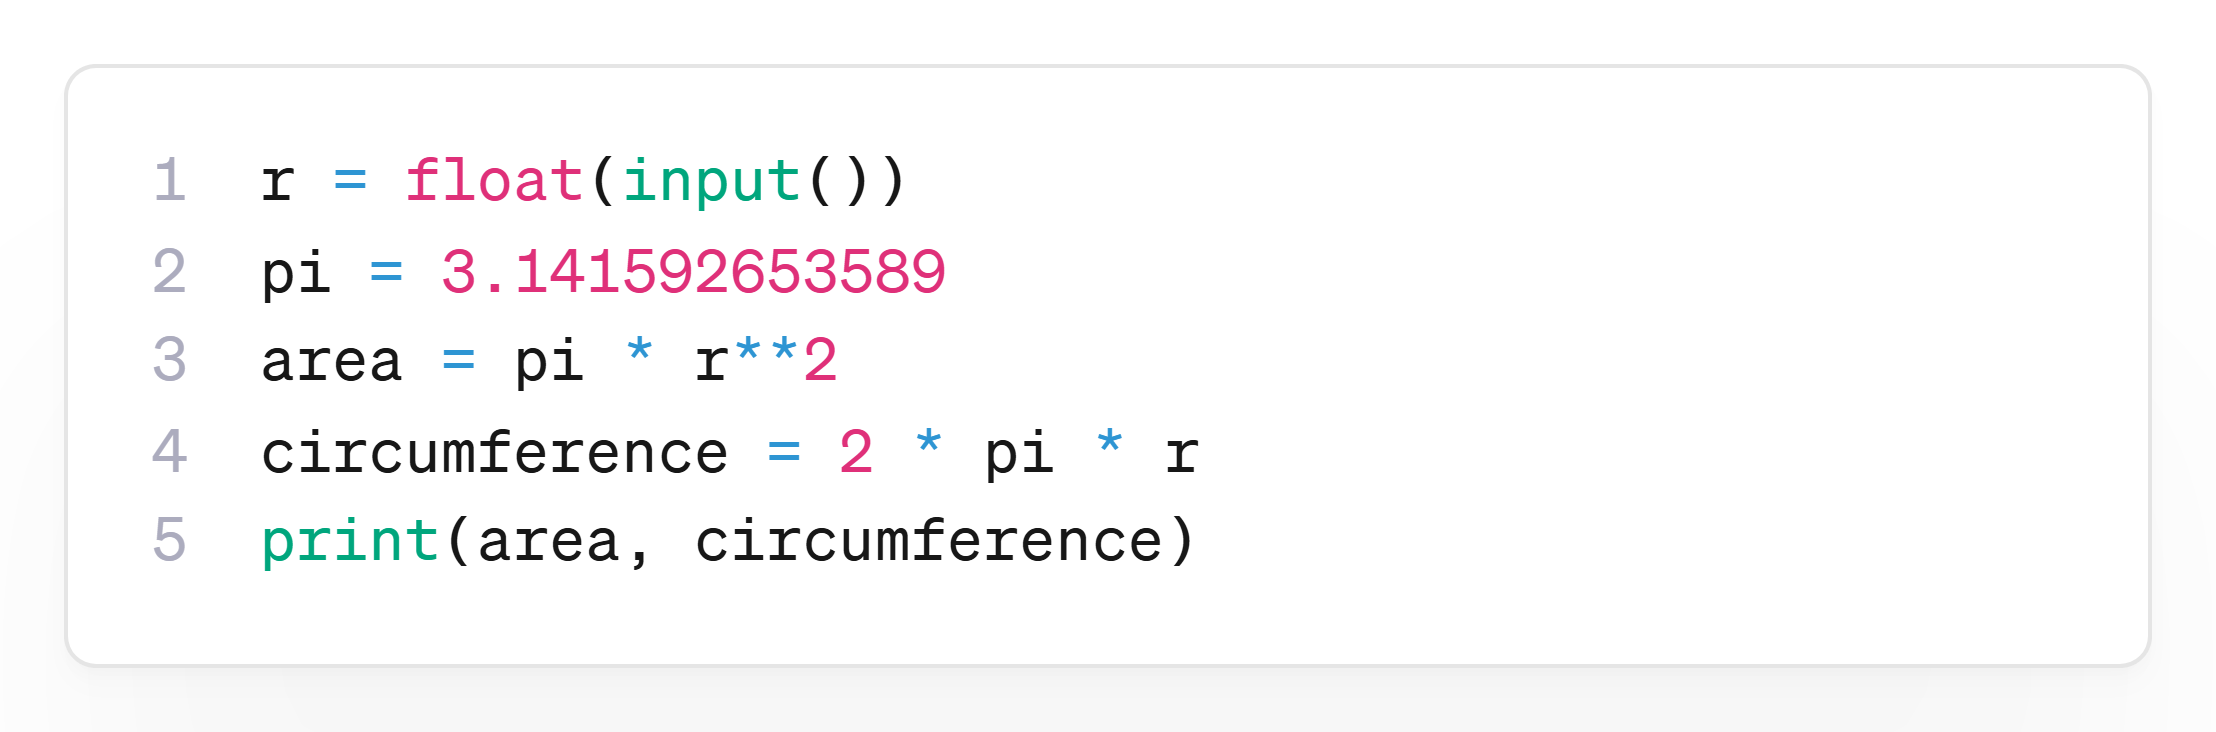 1 r = float(input())
2 pi = 3.141592653589
3 area = pi * r**2
4 circumference = 2 * pi * r
5 print(area, circumference)